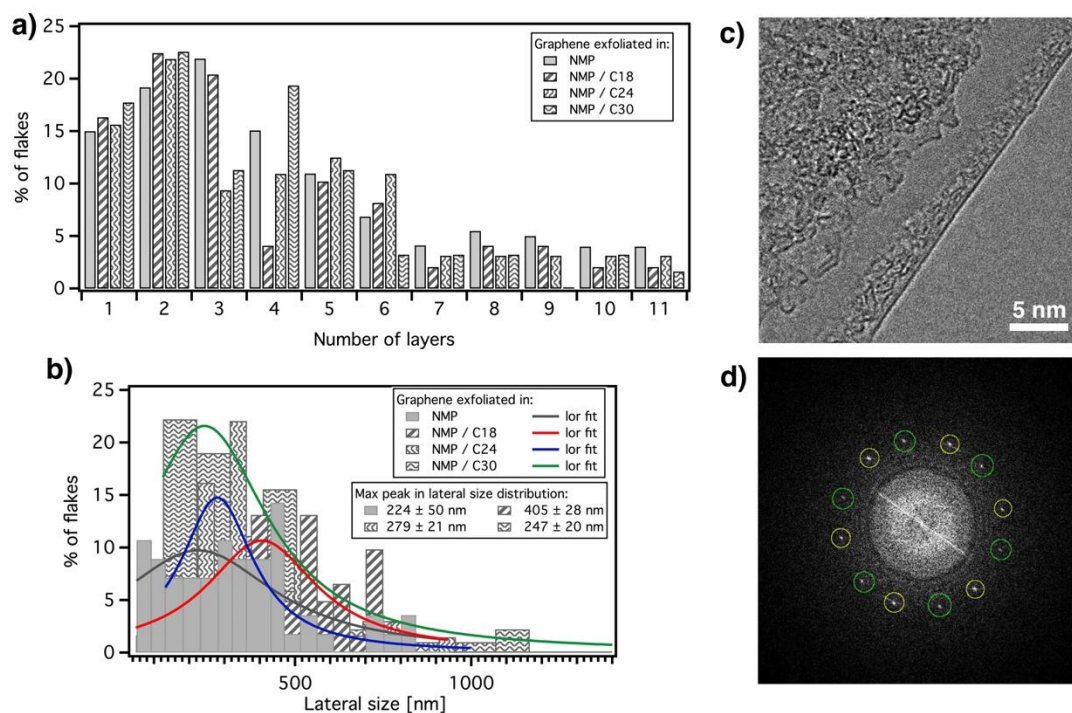 a)
25
20
15
10
5
0
% of flakes
1 2 3 4 5 6 7 8 9 10 11
Number of layers
Graphene exfoliated in:
NMP
NMP / C18
NMP / C24
NMP / C30
b)
25
20
15
10
5
0
% of flakes
500 1000
Lateral size [nm]
Graphene exfoliated in:
NMP lor fit
NMP / C18 lor fit
NMP / C24 lor fit
NMP / C30 lor fit
Max peak in lateral size distribution:
224 ± 50 nm 405 ± 28 nm
279 ± 21 nm 247 ± 20 nm
c)
5 nm
d)